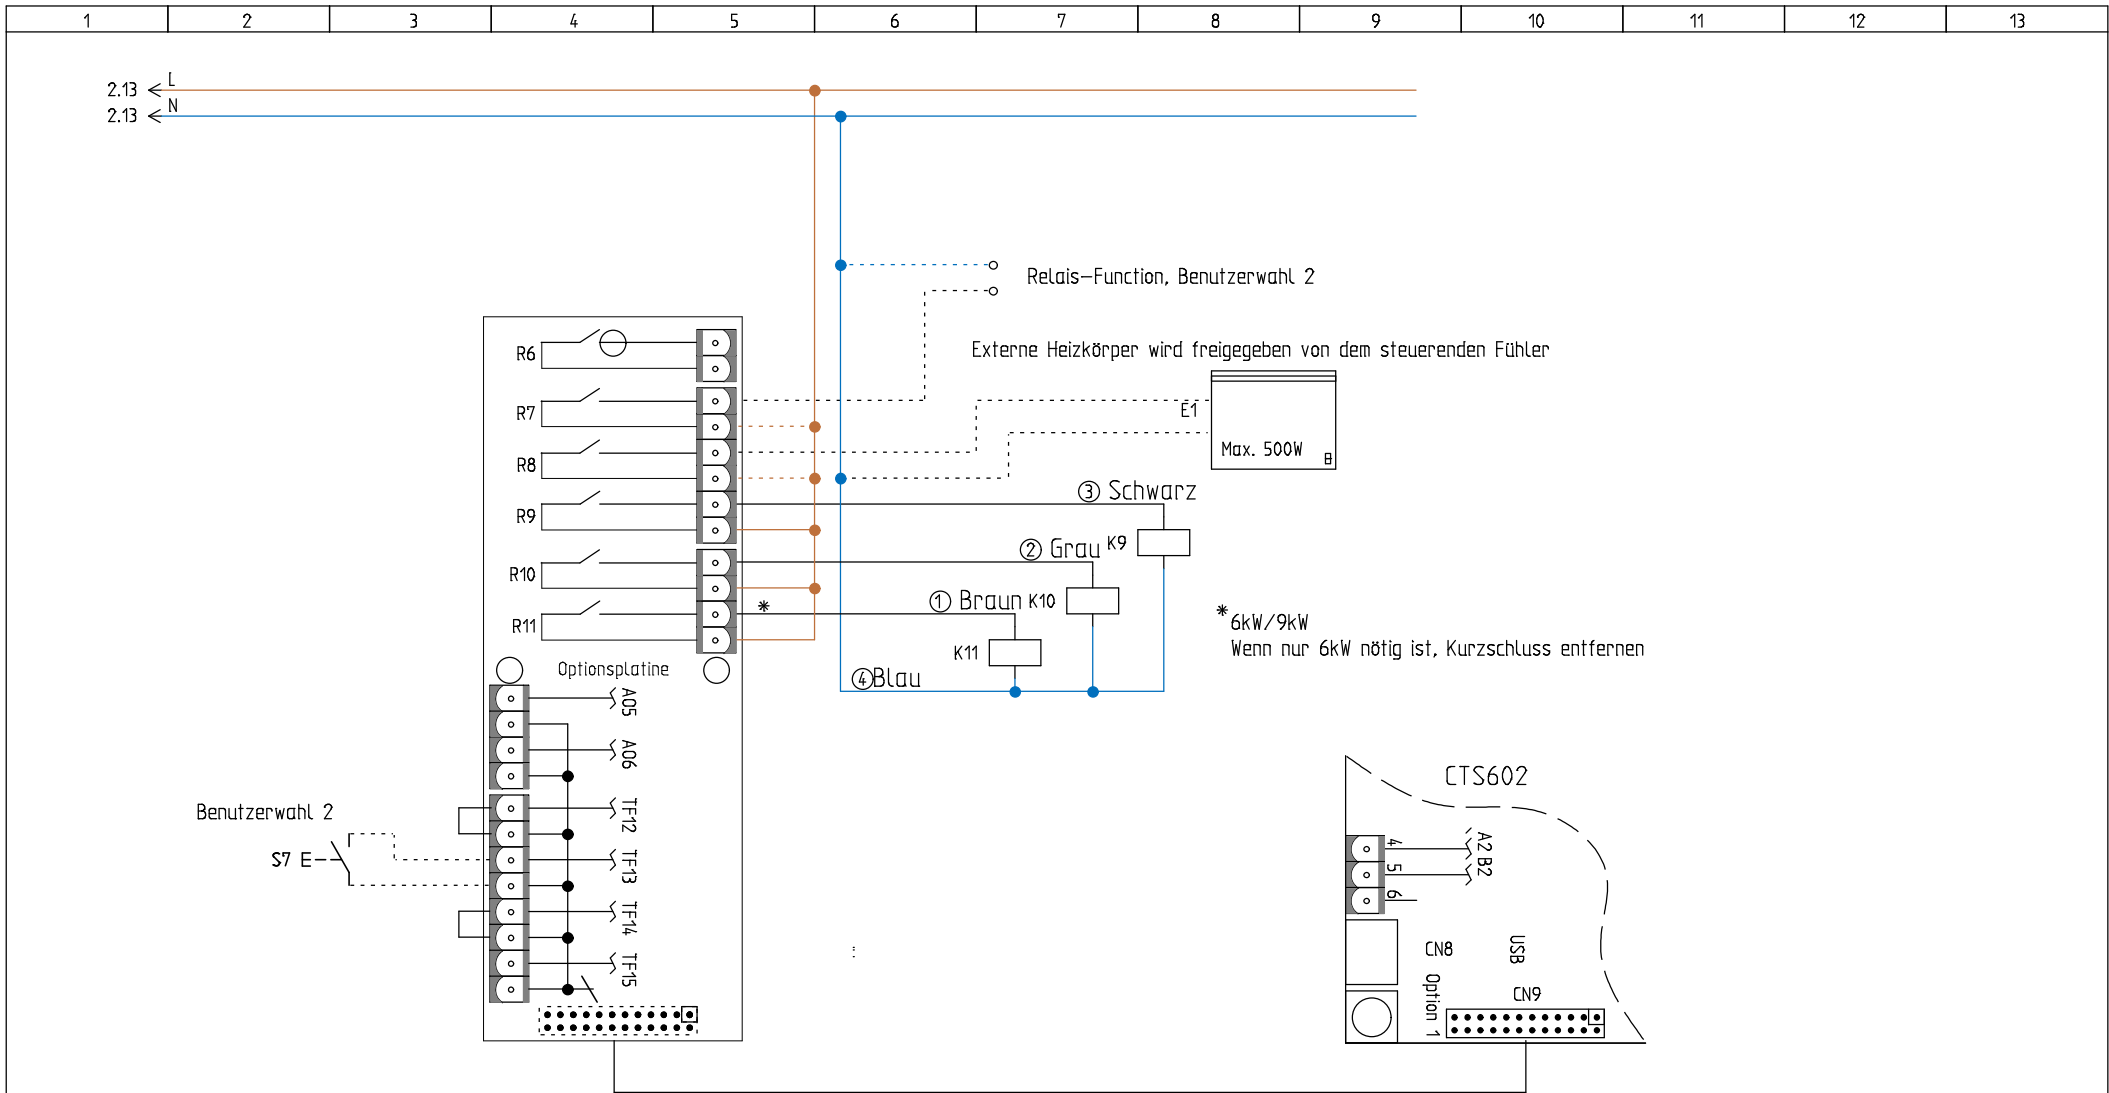 1 2 3 4 5 6 7 8 9 10 11 12 13
2.13 L
2.13 N
Relais-Function, Benutzerwahl 2
R6
Externe Heizkörper wird freigegeben von dem steuerenden Fühler
R7
E1
Max. 500W
R8
③ Schwarz
R9
K9
② Grau
R10
① Braun K10
*
R11
K11
* 6kW/9kW
Wenn nur 6kW nötig ist, Kurzschluss entfernen
Optionsplatine
④Blau
A05
A06
CTS602
Benutzerwahl 2
TF12
S7 E
TF13
4 A2
5 B2
6
TF14
CN8
USB
TF15
Option 1
CN9